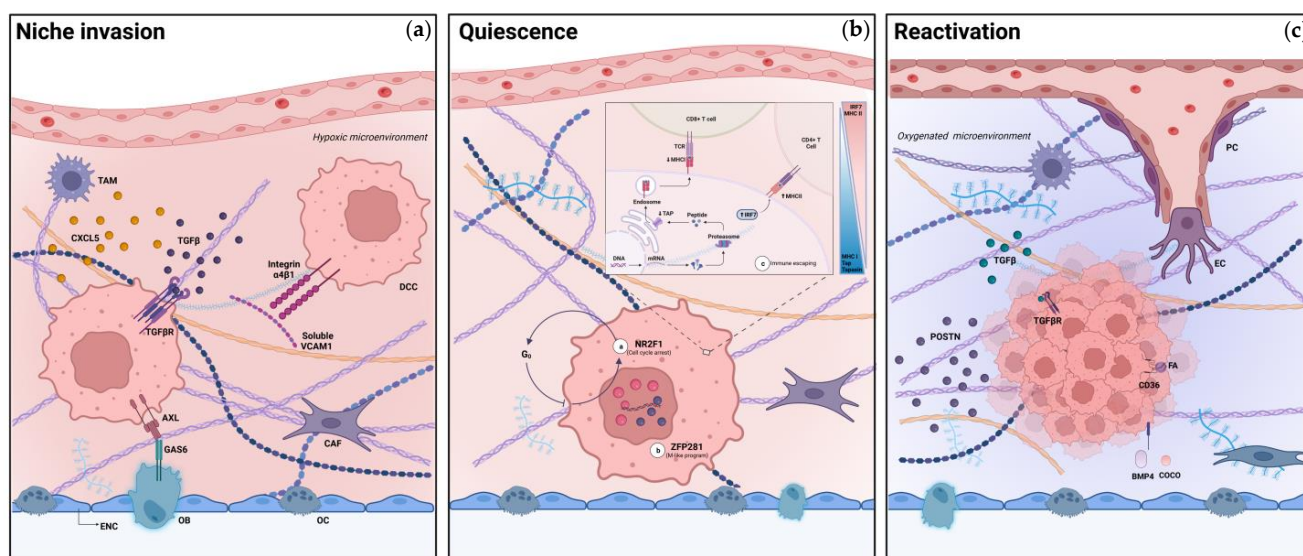 Niche invasion
(a)
Hypoxic microenvironment
TAM
CXCL5
TGFβ
Integrin
α4β1
DCC
TGFβR
Soluble
VCAM1
AXL
GAS6
CAF
OB
OC
ENC
Quiescence
(b)
CD8+ T cell
TCR
↓ MHCI
CD4+ T
Cell
↑ MHCII
Endosome
↓ TAP
Peptide
↑ IRF7
Proteasome
DNA
mRNA
c
Immune escaping
IRF7
MHC II
MHC I
Tap
Tapasin
G0
a
NR2F1
(Cell cycle arrest)
b
ZFP281
(M-like program)
Reactivation
(c)
Oxygenated microenvironment
PC
EC
TGFβ
TGFβR
POSTN
FA
CD36
BMP4
COCO